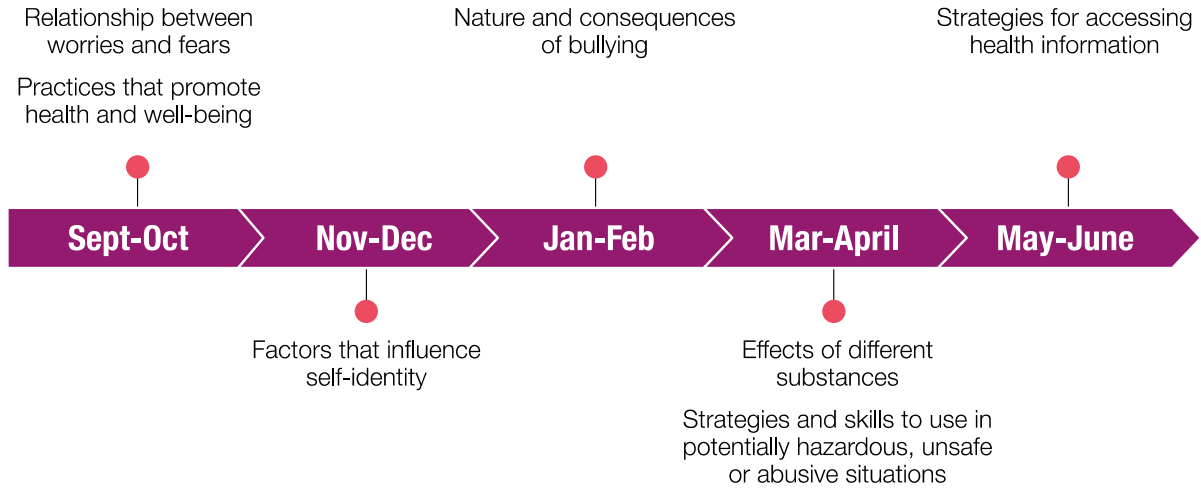 Relationship between
worries and fears
Practices that promote
health and well-being
Nature and consequences
of bullying
Strategies for accessing
health information
Sept-Oct
Nov-Dec
Jan-Feb
Mar-April
May-June
Factors that influence
self-identity
Effects of different
substances
Strategies and skills to use in
potentially hazardous, unsafe
or abusive situations